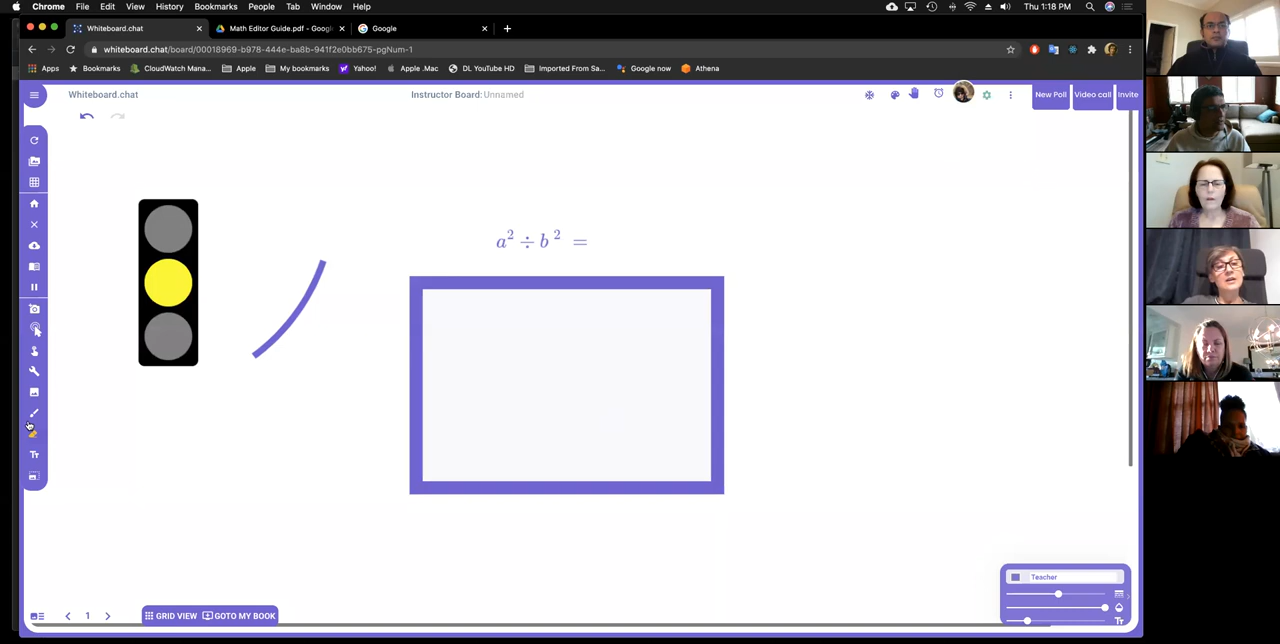 Chrome File Edit View History Bookmarks People Tab Window Help Thu 1:18 PM
Whiteboard.chat Math Editor Guide.pdf - Googl Google
whiteboard.chat/board/00018969-b978-444e-ba8b-941f2e0bb675-pgNum-1
Apps Bookmarks CloudWatch Mana... Apple My bookmarks Yahoo! Apple .Mac DL YouTube HD Imported From Sa... Google now Athena
Whiteboard.chat Instructor Board: Unnamed New Poll Video call Invite
a² ÷ b² =
Teacher
1 GRID VIEW GOTO MY BOOK